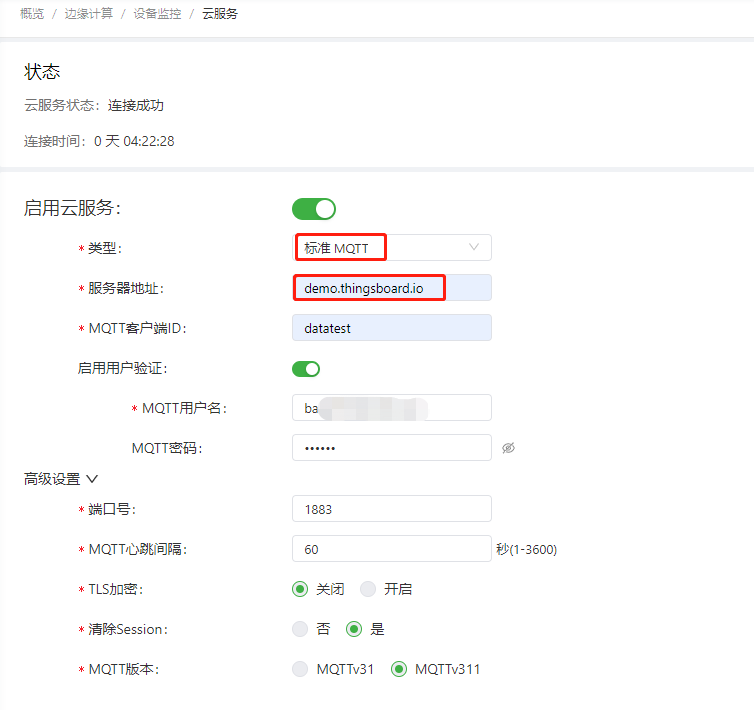 概览 / 边缘计算 / 设备监控 / 云服务
状态
云服务状态: 连接成功
连接时间: 0 天 04:22:28
启用云服务:
* 类型: 标准 MQTT
* 服务器地址: demo.thingsboard.io
* MQTT客户端ID: datatest
启用用户验证:
* MQTT用户名: ba
MQTT密码: ••••••
高级设置
* 端口号: 1883
* MQTT心跳间隔: 60 秒(1-3600)
* TLS加密: 关闭 开启
* 清除Session: 否 是
* MQTT版本: MQTTv31 MQTTv311